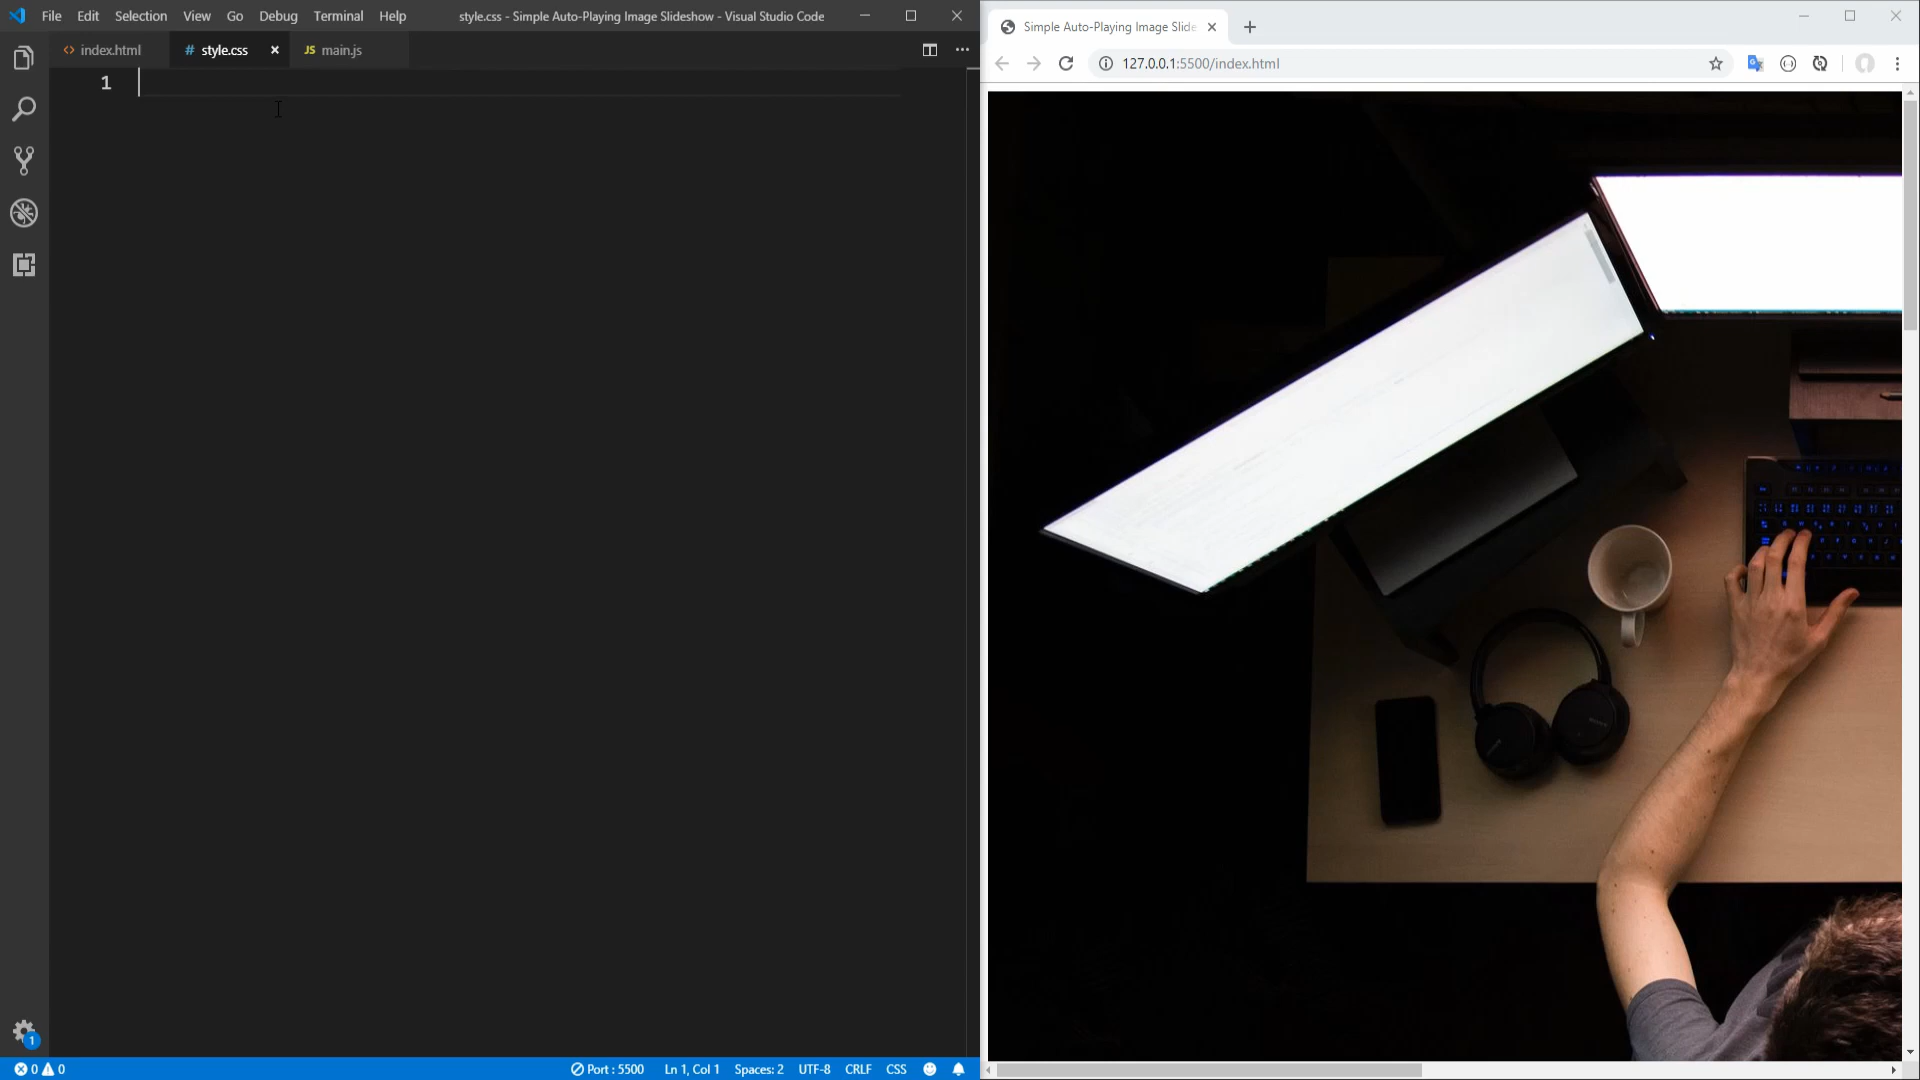 File Edit Selection View Go Debug Terminal Help
style.css - Simple Auto-Playing Image Slideshow - Visual Studio Code
index.html
# style.css
JS main.js
1
1
0 0
Port : 5500
Ln 1, Col 1
Spaces: 2
UTF-8
CRLF
CSS
Simple Auto-Playing Image Slide
127.0.0.1:5500/index.html